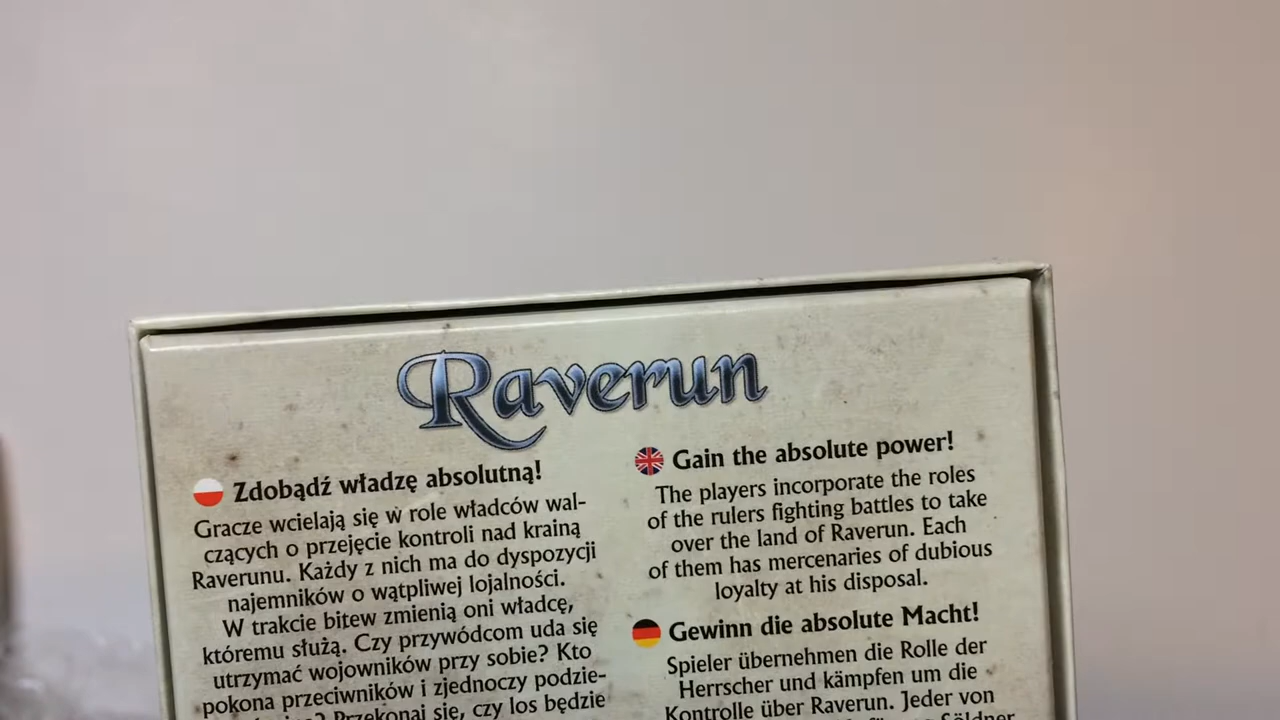 Raverun
Zdobądź władzę absolutną!
Gracze wcielają się w role władców wal-
czących o przejęcie kontroli nad krainą
Raverunu. Każdy z nich ma do dyspozycji
najemników o wątpliwej lojalności.
W trakcie bitew zmienią oni władcę,
któremu służą. Czy przywódcom uda się
utrzymać wojowników przy sobie? Kto
pokona przeciwników i zjednoczy podzie-
Przekonaj się, czy los będzie
Gain the absolute power!
The players incorporate the roles
of the rulers fighting battles to take
over the land of Raverun. Each
of them has mercenaries of dubious
loyalty at his disposal.
Gewinn die absolute Macht!
Spieler übernehmen die Rolle der
Herrscher und kämpfen um die
Kontrolle über Raverun. Jeder von